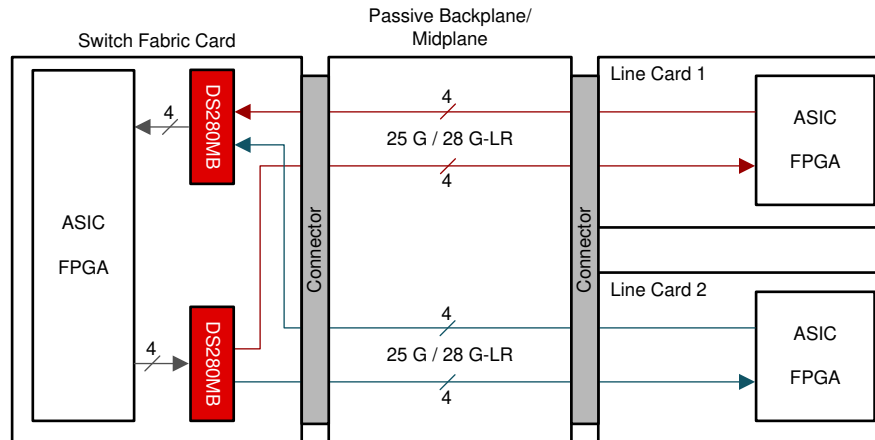 Passive Backplane/
Midplane
Switch Fabric Card
Line Card 1
DS280MB
4
4
ASIC
FPGA
25 G / 28 G-LR
4
ASIC
FPGA
Connector
Connector
Line Card 2
DS280MB
4
4
ASIC
FPGA
25 G / 28 G-LR
4